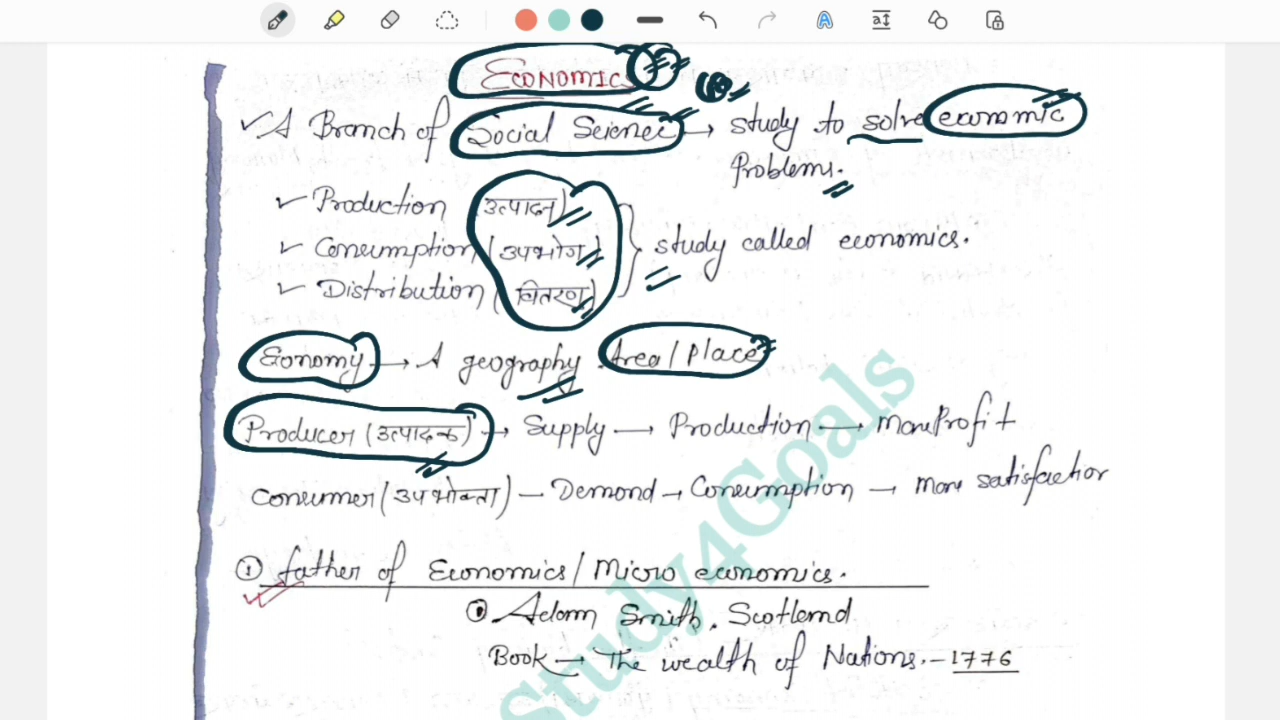 ECONOMICS
A Branch of Social Science → study to solve economic
Problems.
Production (उत्पादन)
Consumption (उपभोग)
Distribution (वितरण)
} study called economics.
Economy → A geography. Area/Place
Producer (उत्पादक) → Supply → Production → More Profit
Consumer (उपभोक्ता) – Demand → Consumption → More satisfaction
① father of Economics/Micro economics.
Adam Smith, Scotland
Book → The wealth of Nations. – 1776
Study4Goals